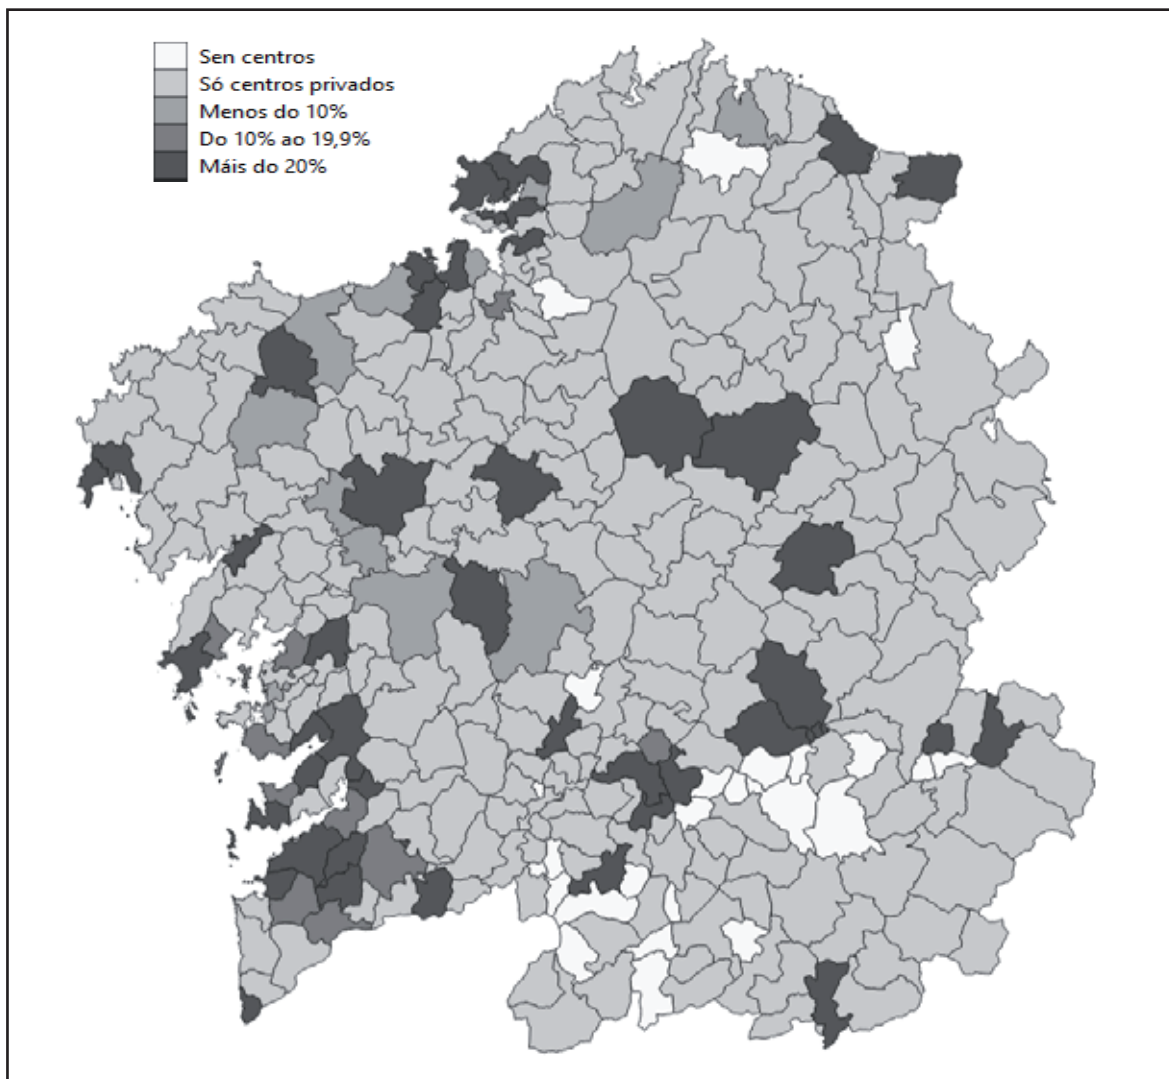 Sen centros
Só centros privados
Menos do 10%
Do 10% ao 19,9%
Máis do 20%